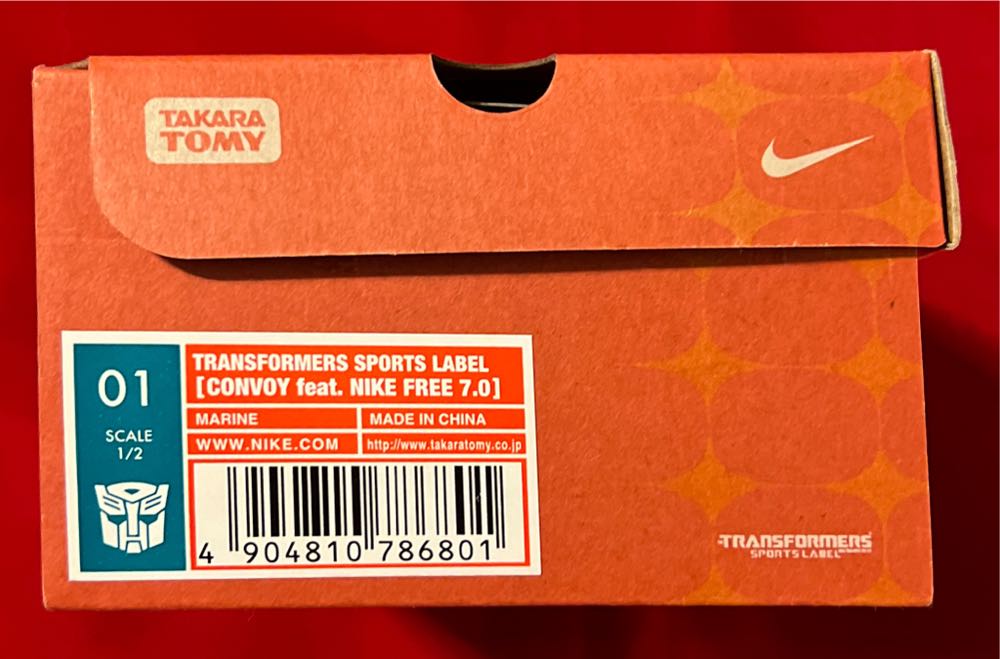 TAKARA
TOMY
01
SCALE
1/2
TRANSFORMERS SPORTS LABEL
[CONVOY feat. NIKE FREE 7.0]
MARINE
MADE IN CHINA
WWW.NIKE.COM
http://www.takaratomy.co.jp
4 904810 786801
TRANSFORMERS
SPORTS LABEL